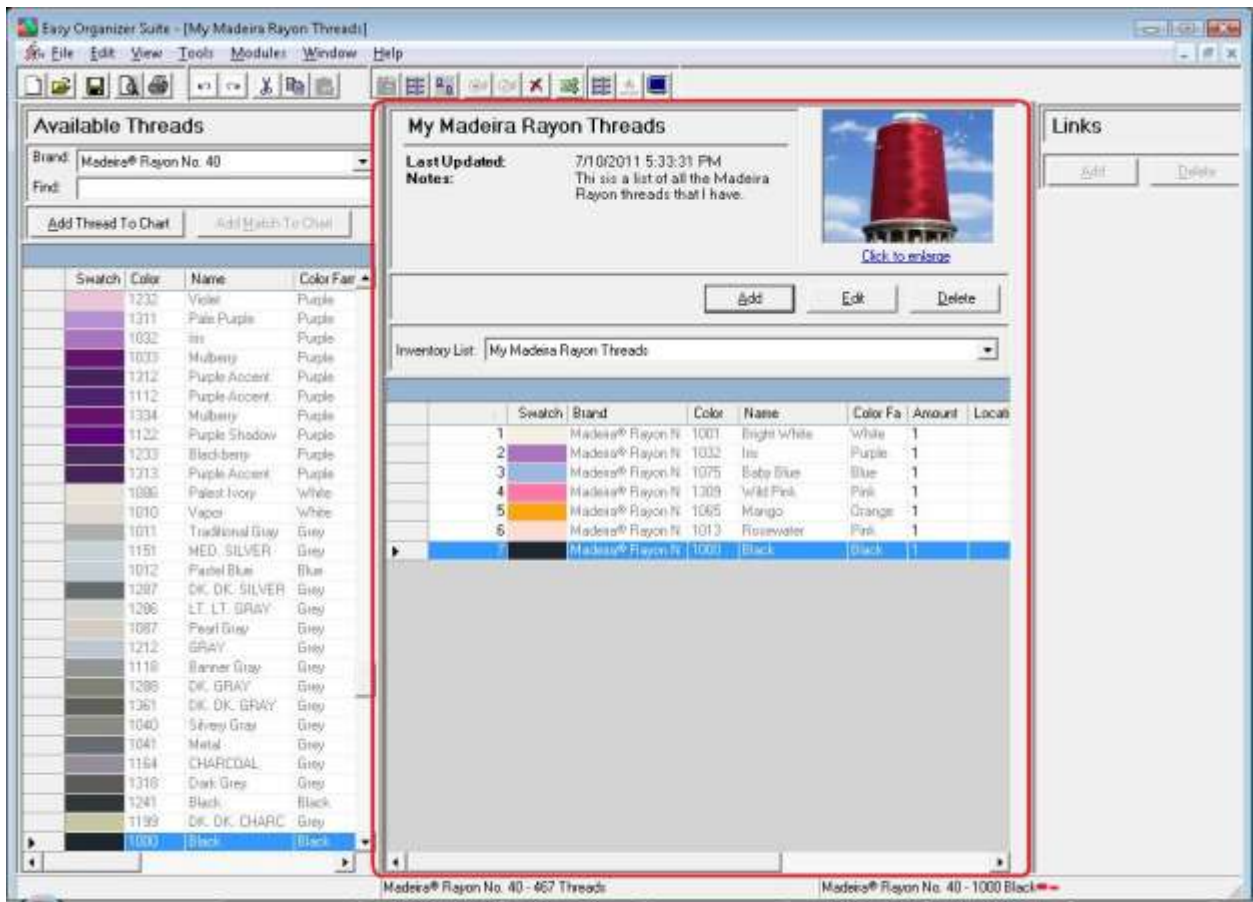 Easy Organizer Suite - [My Madeira Rayon Threads]
File Edit View Tools Modules Window Help
Available Threads
Brand: Madeira® Rayon No. 40
Find:
Add Thread To Chart Add Match To Chart
Swatch Color Name Color Fam
1232 Violet Purple
1311 Pale Purple Purple
1032 Iris Purple
1033 Mulberry Purple
1312 Purple Accent Purple
1112 Purple Accent Purple
1334 Mulberry Purple
1122 Purple Shadow Purple
1233 Blackberry Purple
1313 Purple Accent Purple
1086 Palest Ivory White
1010 Vapor White
1011 Traditional Gray Grey
1151 MED. SILVER Grey
1012 Pastel Blue Blue
1287 DK. DK. SILVER Grey
1286 LT. LT. GRAY Grey
1087 Pearl Gray Grey
1212 GRAY Grey
1118 Banner Gray Grey
1288 DK. GRAY Grey
1361 DK. DK. GRAY Grey
1040 Silvery Gray Grey
1041 Metal Grey
1164 CHARCOAL Grey
1318 Dark Grey Grey
1241 Black Black
1199 DK. DK. CHARC Grey
1000 Black Black
My Madeira Rayon Threads
Last Updated: 7/10/2011 5:33:31 PM
Notes: Thi sis a list of all the Madeira
Rayon threads that I have.
Click to enlarge
Add Edit Delete
Inventory List: My Madeira Rayon Threads
Swatch Brand Color Name Color Fa Amount Locati
1 Madeira® Rayon N 1001 Bright White White 1
2 Madeira® Rayon N 1032 Iris Purple 1
3 Madeira® Rayon N 1075 Baby Blue Blue 1
4 Madeira® Rayon N 1309 Wild Pink Pink 1
5 Madeira® Rayon N 1065 Mango Orange 1
6 Madeira® Rayon N 1013 Rosewater Pink 1
7 Madeira® Rayon N 1000 Black Black 1
Links
Add Delete
Madeira® Rayon No. 40 - 467 Threads Madeira® Rayon No. 40 - 1000 Black